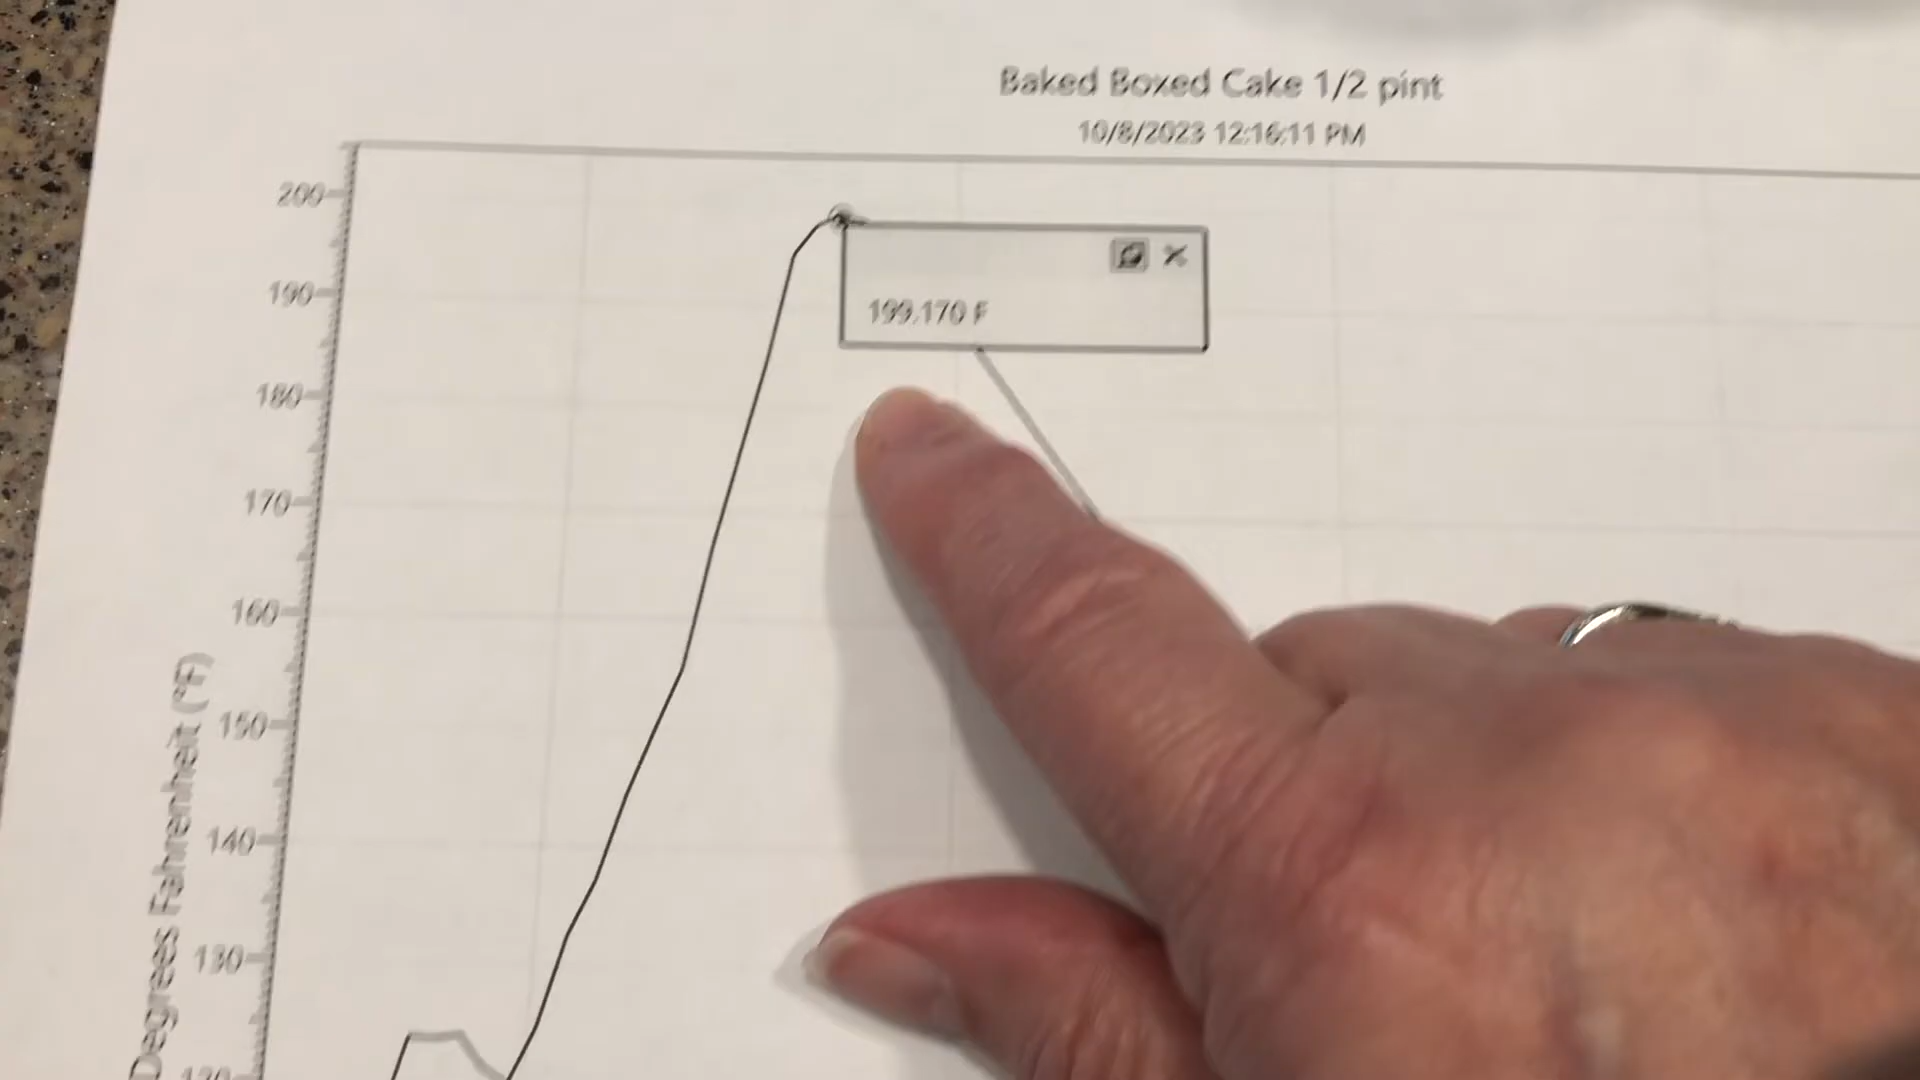 Baked Boxed Cake 1/2 pint
10/8/2023 12:16:11 PM
200
190
180
170
160
150
140
130
120
199.170 F
Degrees Fahrenheit (°F)